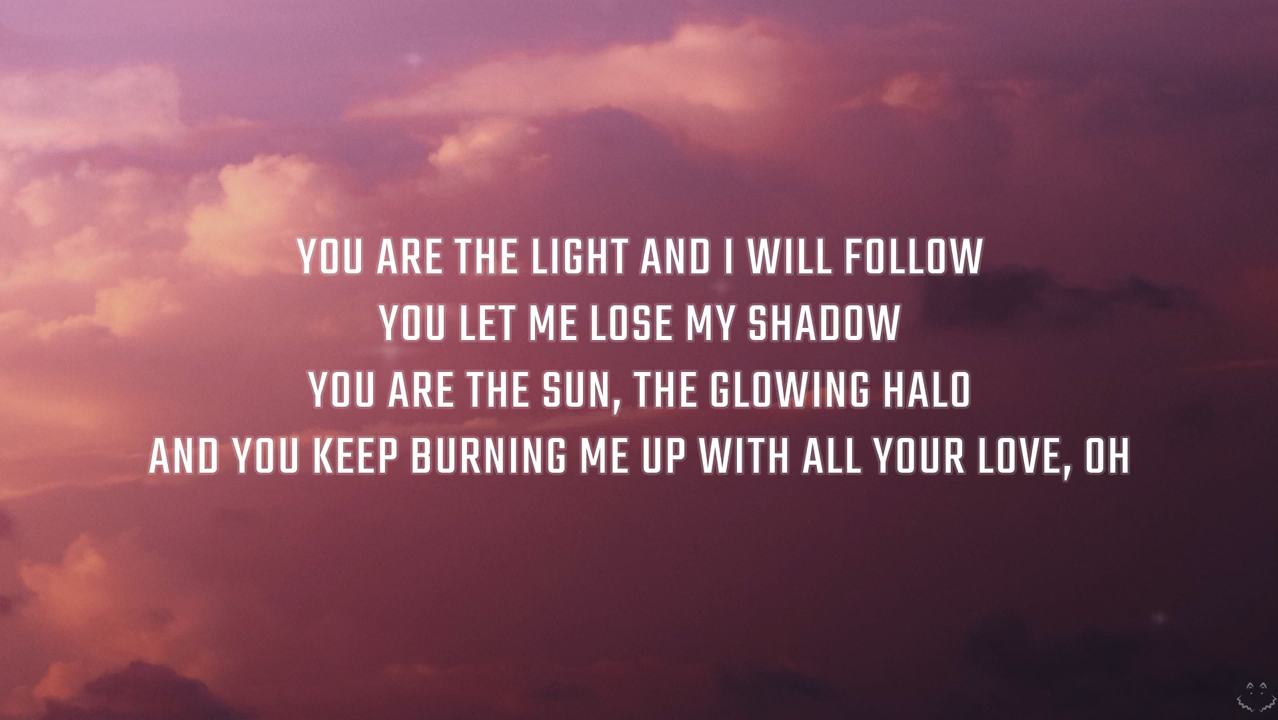 YOU ARE THE LIGHT AND I WILL FOLLOW
YOU LET ME LOSE MY SHADOW
YOU ARE THE SUN, THE GLOWING HALO
AND YOU KEEP BURNING ME UP WITH ALL YOUR LOVE, OH